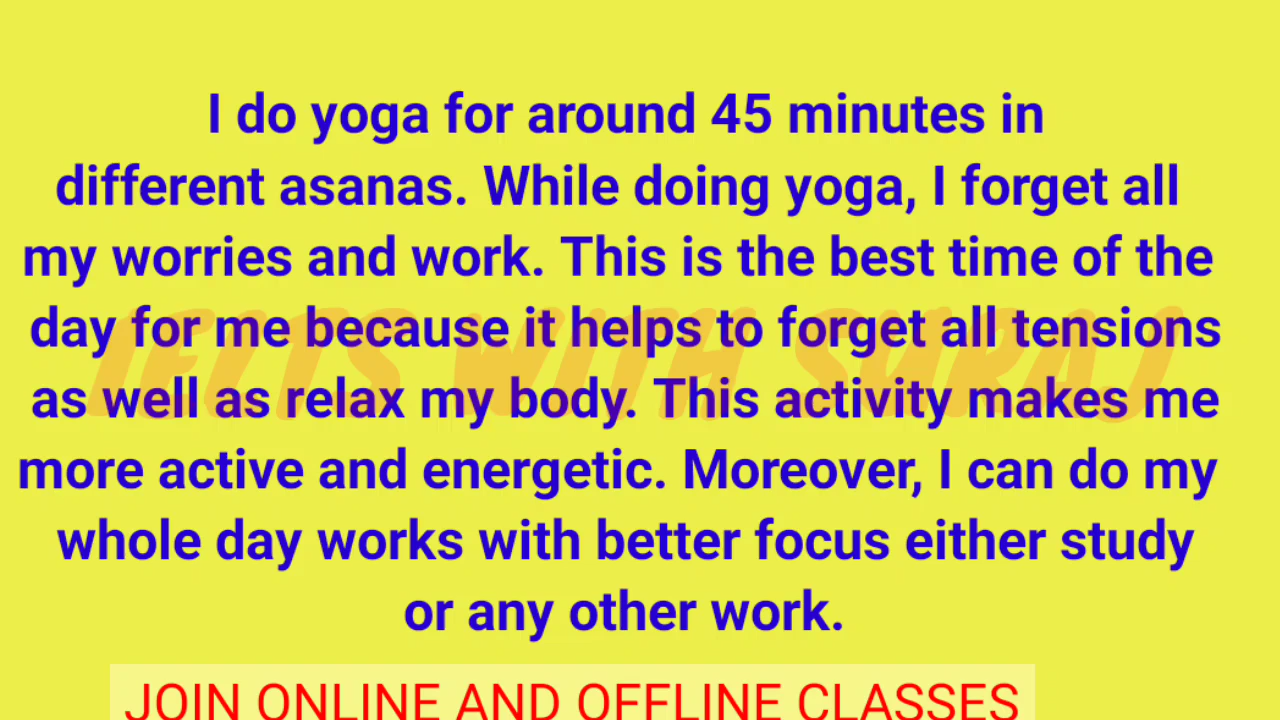 I do yoga for around 45 minutes in
different asanas. While doing yoga, I forget all
my worries and work. This is the best time of the
day for me because it helps to forget all tensions
IELTS WITH SURAJ
as well as relax my body. This activity makes me
more active and energetic. Moreover, I can do my
whole day works with better focus either study
or any other work.
JOIN ONLINE AND OFFLINE CLASSES